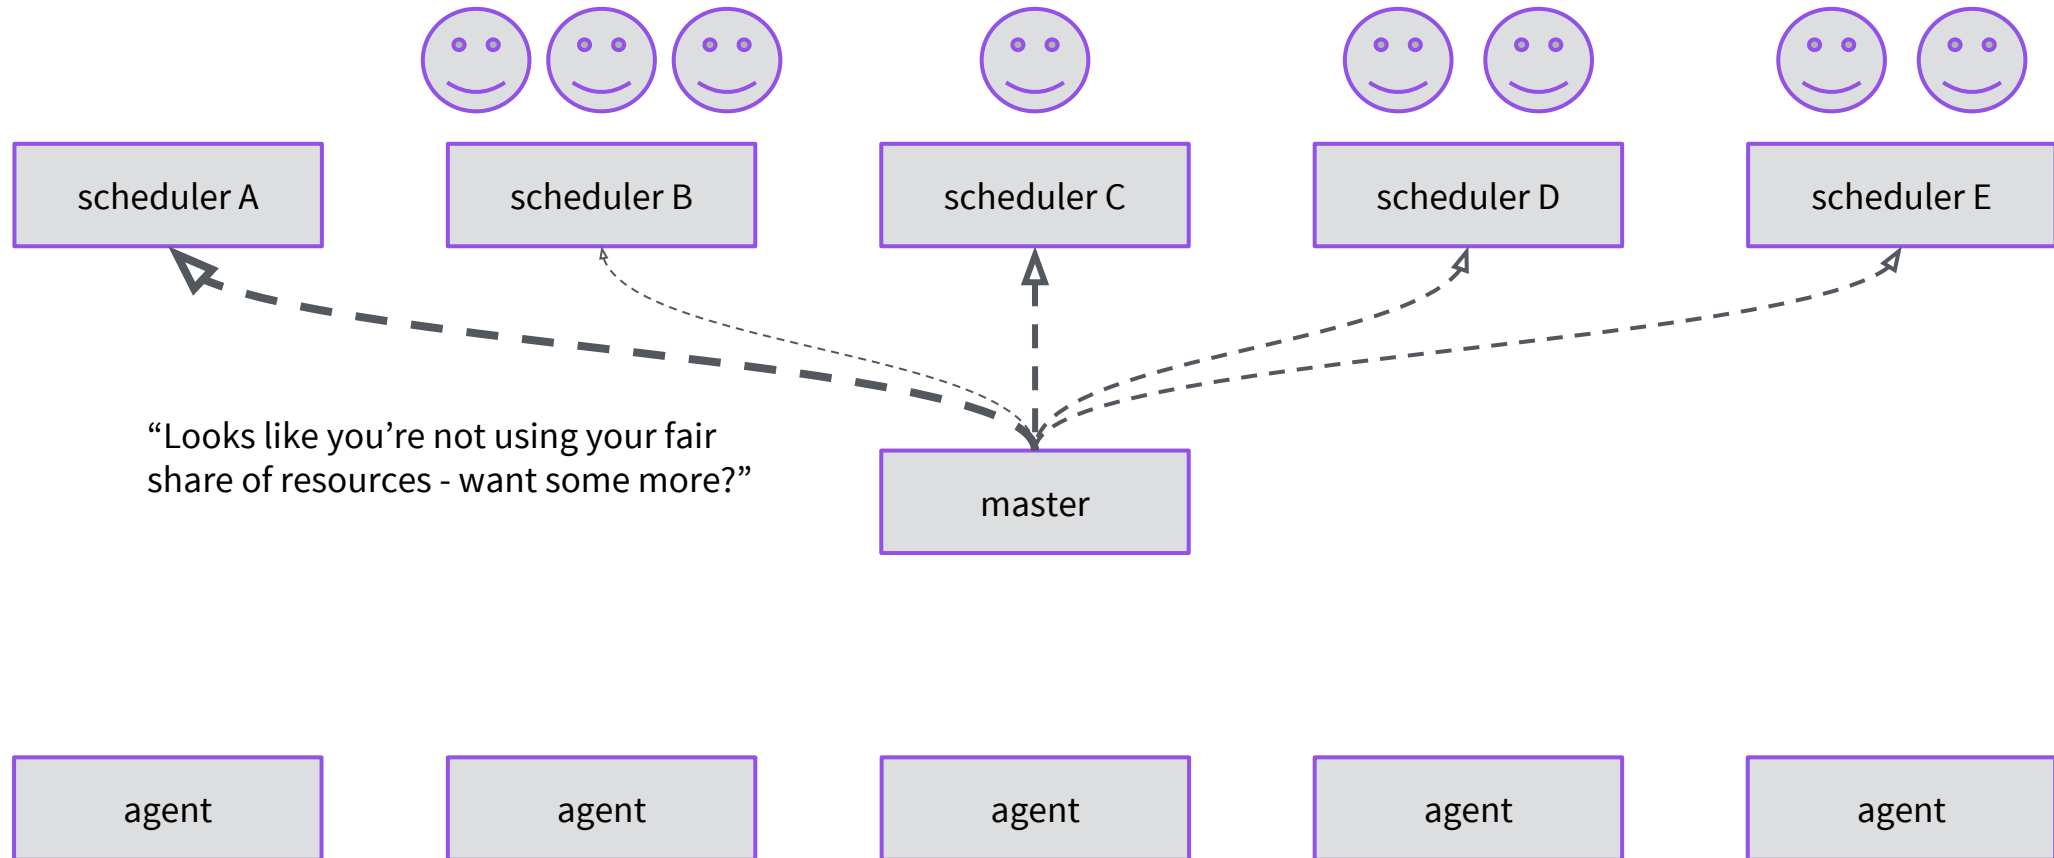 scheduler A
scheduler B
scheduler C
scheduler D
scheduler E
“Looks like you’re not using your fair
share of resources - want some more?”
master
agent
agent
agent
agent
agent